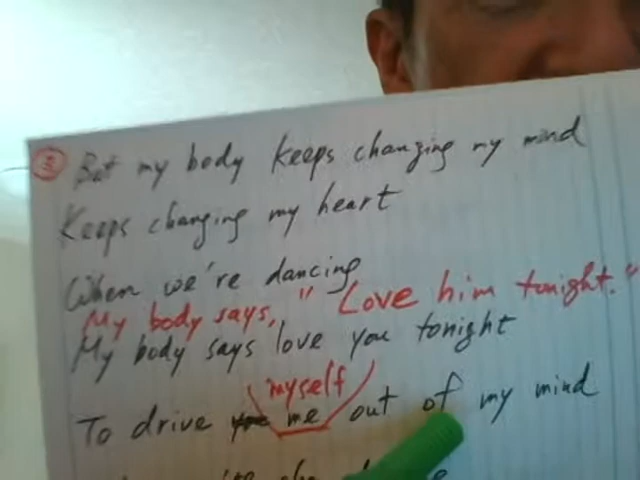 3 But my body keeps changing my mind
Keeps changing my heart
When we're dancing
My body says, "Love him tonight."
My body says love you tonight
myself
To drive me out of my mind